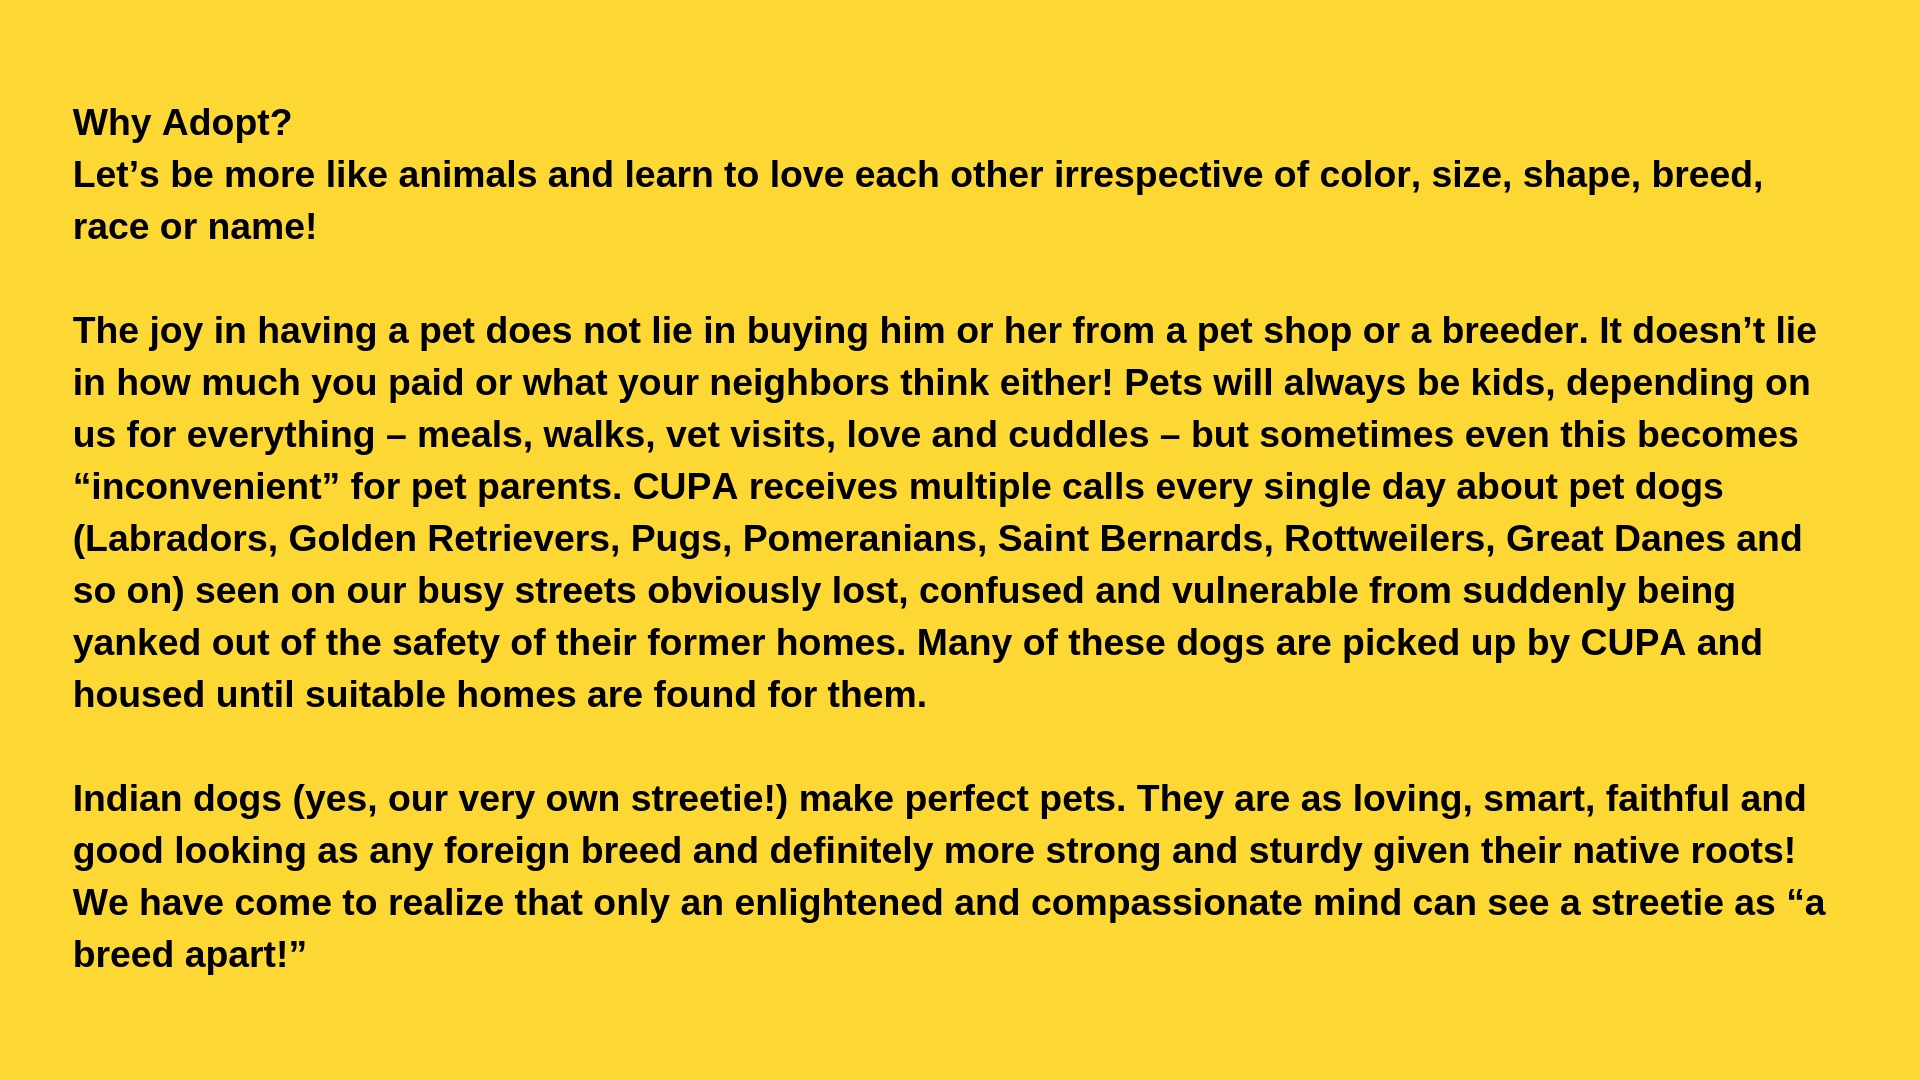 Why Adopt?
Let’s be more like animals and learn to love each other irrespective of color, size, shape, breed,
race or name!
The joy in having a pet does not lie in buying him or her from a pet shop or a breeder. It doesn’t lie
in how much you paid or what your neighbors think either! Pets will always be kids, depending on
us for everything – meals, walks, vet visits, love and cuddles – but sometimes even this becomes
“inconvenient” for pet parents. CUPA receives multiple calls every single day about pet dogs
(Labradors, Golden Retrievers, Pugs, Pomeranians, Saint Bernards, Rottweilers, Great Danes and
so on) seen on our busy streets obviously lost, confused and vulnerable from suddenly being
yanked out of the safety of their former homes. Many of these dogs are picked up by CUPA and
housed until suitable homes are found for them.
Indian dogs (yes, our very own streetie!) make perfect pets. They are as loving, smart, faithful and
good looking as any foreign breed and definitely more strong and sturdy given their native roots!
We have come to realize that only an enlightened and compassionate mind can see a streetie as “a
breed apart!”